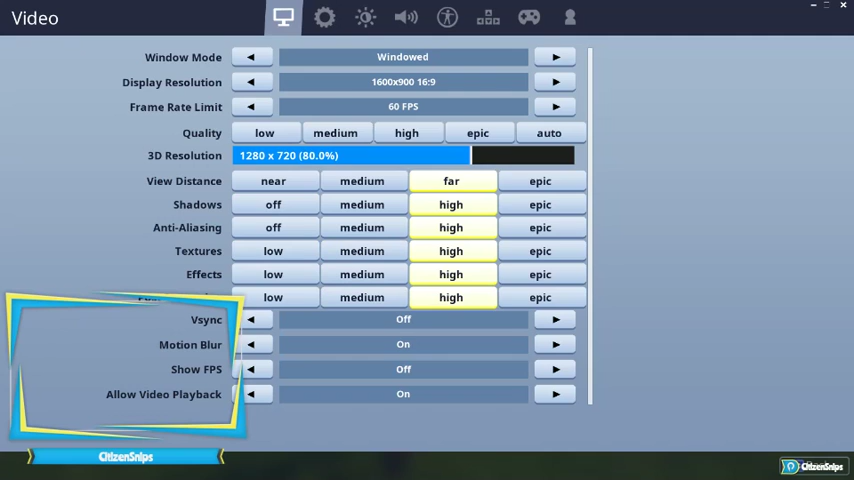 Video
Window Mode Windowed
Display Resolution 1600x900 16:9
Frame Rate Limit 60 FPS
Quality low medium high epic auto
3D Resolution 1280 x 720 (80.0%)
View Distance near medium far epic
Shadows off medium high epic
Anti-Aliasing off medium high epic
Textures low medium high epic
Effects low medium high epic
low medium high epic
Vsync Off
Motion Blur On
Show FPS Off
Allow Video Playback On
CitizenSnips
CitizenSnips